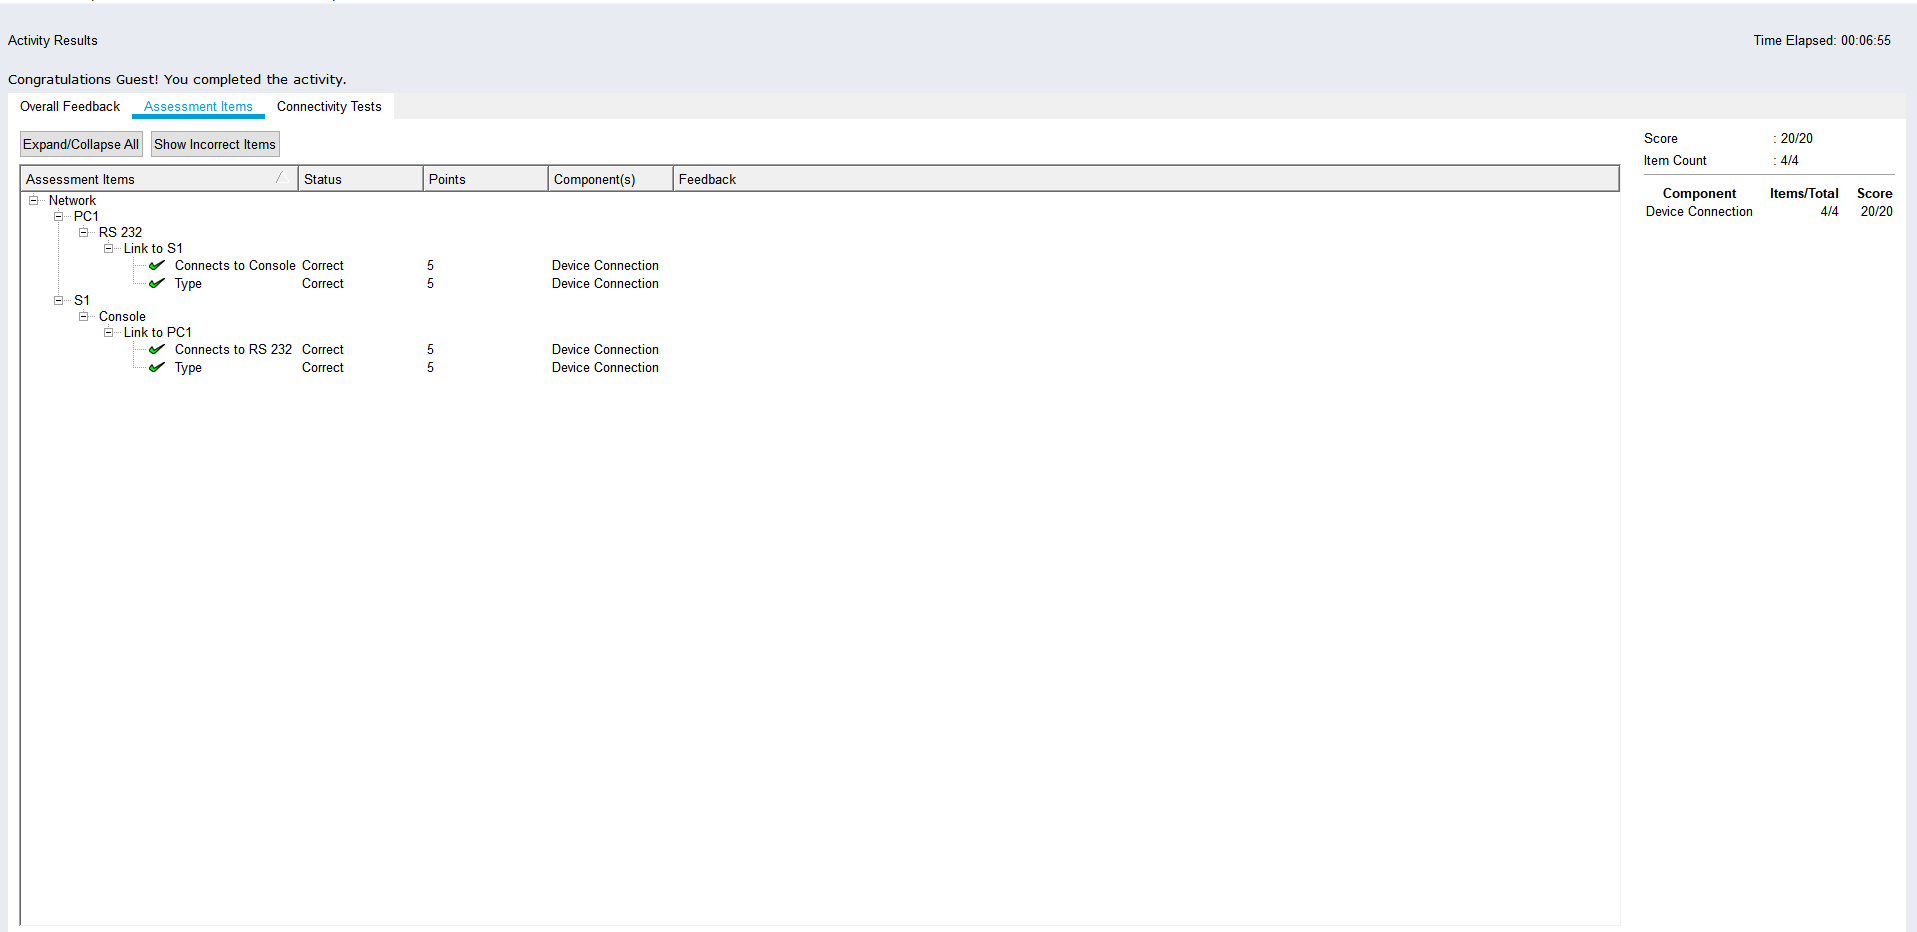 Activity Results
Time Elapsed: 00:06:55
Congratulations Guest! You completed the activity.
Overall Feedback Assessment Items Connectivity Tests
Expand/Collapse All Show Incorrect Items
Assessment Items Status Points Component(s) Feedback
Network
PC1
RS 232
Link to S1
Connects to Console Correct 5 Device Connection
Type Correct 5 Device Connection
S1
Console
Link to PC1
Connects to RS 232 Correct 5 Device Connection
Type Correct 5 Device Connection
Score : 20/20
Item Count : 4/4
Component Items/Total Score
Device Connection 4/4 20/20